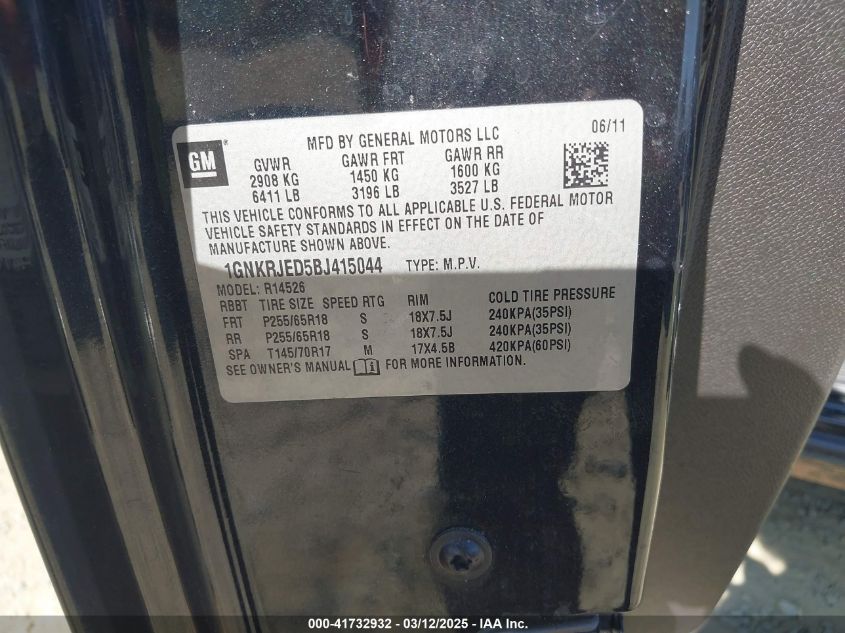 MFD BY GENERAL MOTORS LLC 06/11
GM
GVWR GAWR FRT GAWR RR
2908 KG 1450 KG 1600 KG
6411 LB 3196 LB 3527 LB
THIS VEHICLE CONFORMS TO ALL APPLICABLE U.S. FEDERAL MOTOR
VEHICLE SAFETY STANDARDS IN EFFECT ON THE DATE OF
MANUFACTURE SHOWN ABOVE.
1GNKRJED5BJ415044 TYPE: M.P.V.
MODEL: R14526
RBBT TIRE SIZE SPEED RTG RIM COLD TIRE PRESSURE
FRT P255/65R18 S 18X7.5J 240KPA(35PSI)
RR P255/65R18 S 18X7.5J 240KPA(35PSI)
SPA T145/70R17 M 17X4.5B 420KPA(60PSI)
SEE OWNER'S MANUAL FOR MORE INFORMATION.
000-41732932 - 03/12/2025 - IAA Inc.